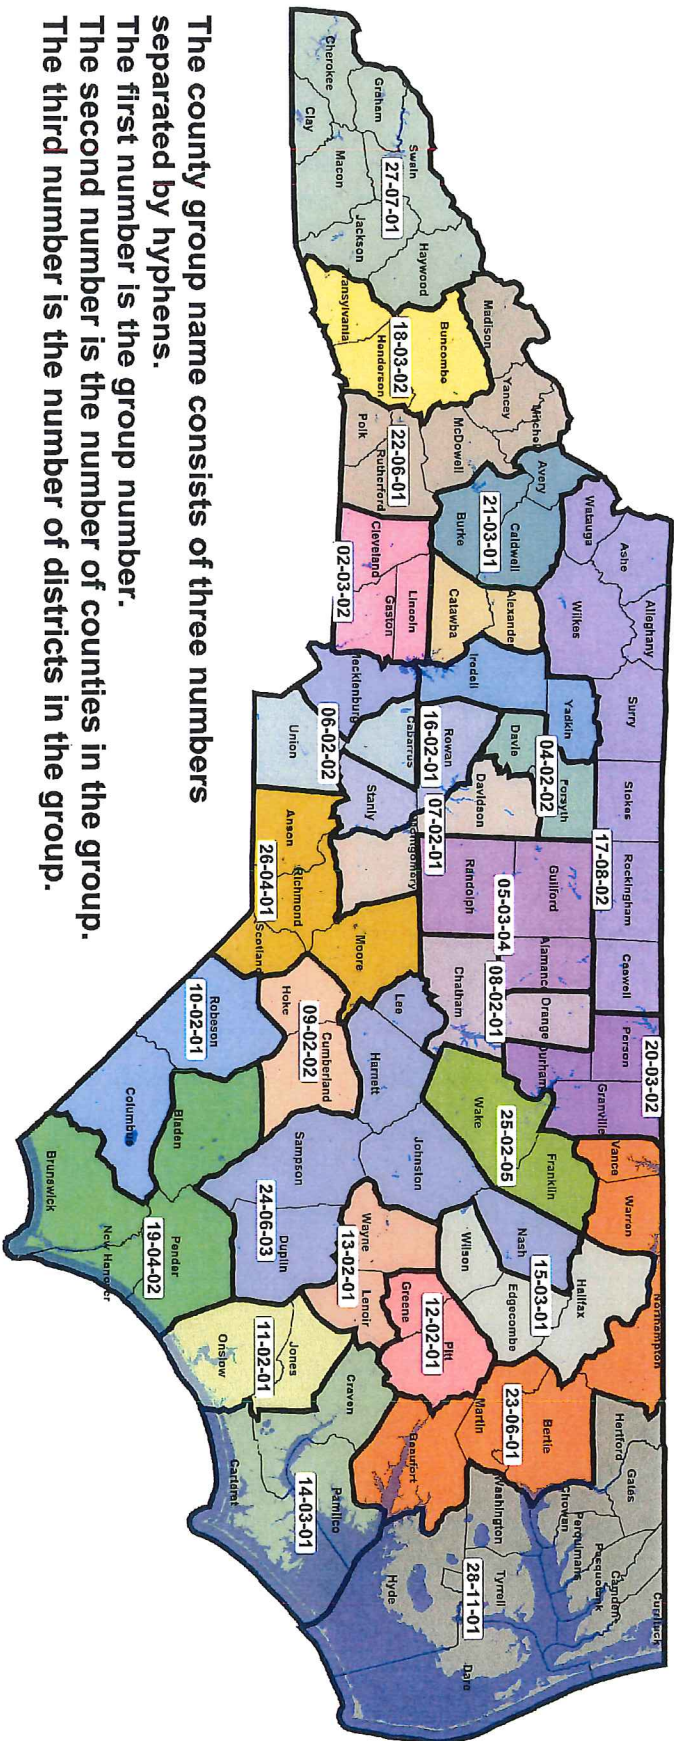 The county group name consists of three numbers
separated by hyphens.
The first number is the group number.
The second number is the number of counties in the group.
The third number is the number of districts in the group.
Cherokee
Graham
Clay
Swain
Macon
27-07-01
Jackson
Haywood
Madison
Buncombe
18-03-02
Henderson
ransylvania
Yancey
Mitchell
McDowell
22-06-01
Polk
Rutherford
Avery
21-03-01
Caldwell
Burke
Watauga
Ashe
Alleghany
Wilkes
Cleveland
Lincoln
Gaston
02-03-02
Alexander
Catawba
Iredell
Yadkin
Surry
Stokes
Rockingham
Caswell
17-08-02
Davie
Forsyth
04-02-02
Mecklenburg
Cabarrus
Rowan
16-02-01
Union
06-02-02
Stanly
Davidson
07-02-01
Montgomery
Guilford
Randolph
05-03-04
Alamance
Chatham
08-02-01
Orange
Anson
Richmond
26-04-01
Scotland
Moore
Person
20-03-02
Durham
Granville
Lee
Harnett
Hoke
Cumberland
09-02-02
Robeson
10-02-01
Columbus
Bladen
Wake
25-02-05
Franklin
Vance
Warren
Northampton
Johnston
Sampson
24-06-03
Duplin
Nash
Wilson
15-03-01
Halifax
Edgecombe
Wayne
13-02-01
Lenoir
Greene
12-02-01
Pitt
Brunswick
New Hanover
19-04-02
Pender
Onslow
11-02-01
Jones
Craven
Carteret
14-03-01
Pamlico
Martin
23-06-01
Bertie
Beaufort
Hertford
Gates
Chowan
Perquimans
Pasquotank
Camden
Currituck
Washington
Tyrrell
28-11-01
Hyde
Dare